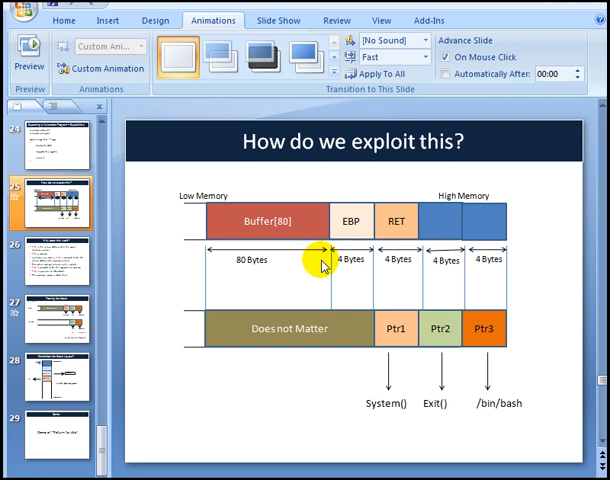 Home Insert Design Animations Slide Show Review View Add-Ins
Preview
Custom Ani...
Custom Animation
[No Sound]
Fast
Apply To All
Advance Slide
On Mouse Click
Automatically After: 00:00
Preview
Animations
Transition To This Slide
24
25
26
27
28
29
How do we exploit this?
Low Memory
High Memory
Buffer[80]
EBP
RET
80 Bytes
4 Bytes
4 Bytes
4 Bytes
4 Bytes
Does not Matter
Ptr1
Ptr2
Ptr3
System()
Exit()
/bin/bash